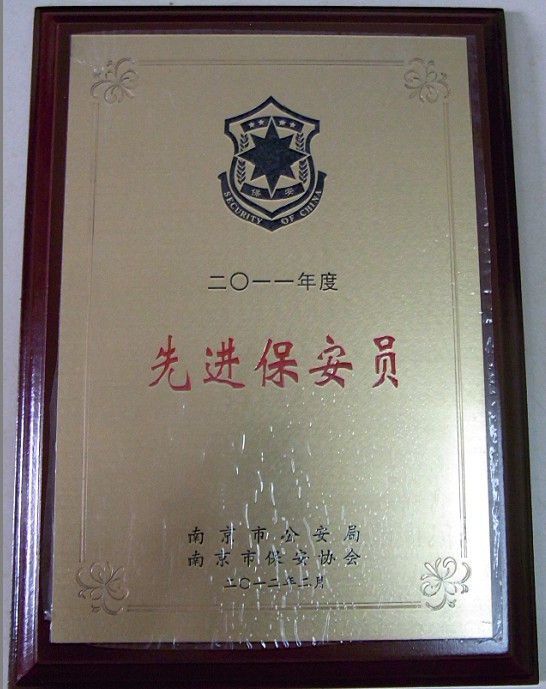 保安
SECURITY OF CHINA
二〇一一年度
先进保安员
南京市公安局
南京市保安协会
二〇一二年二月